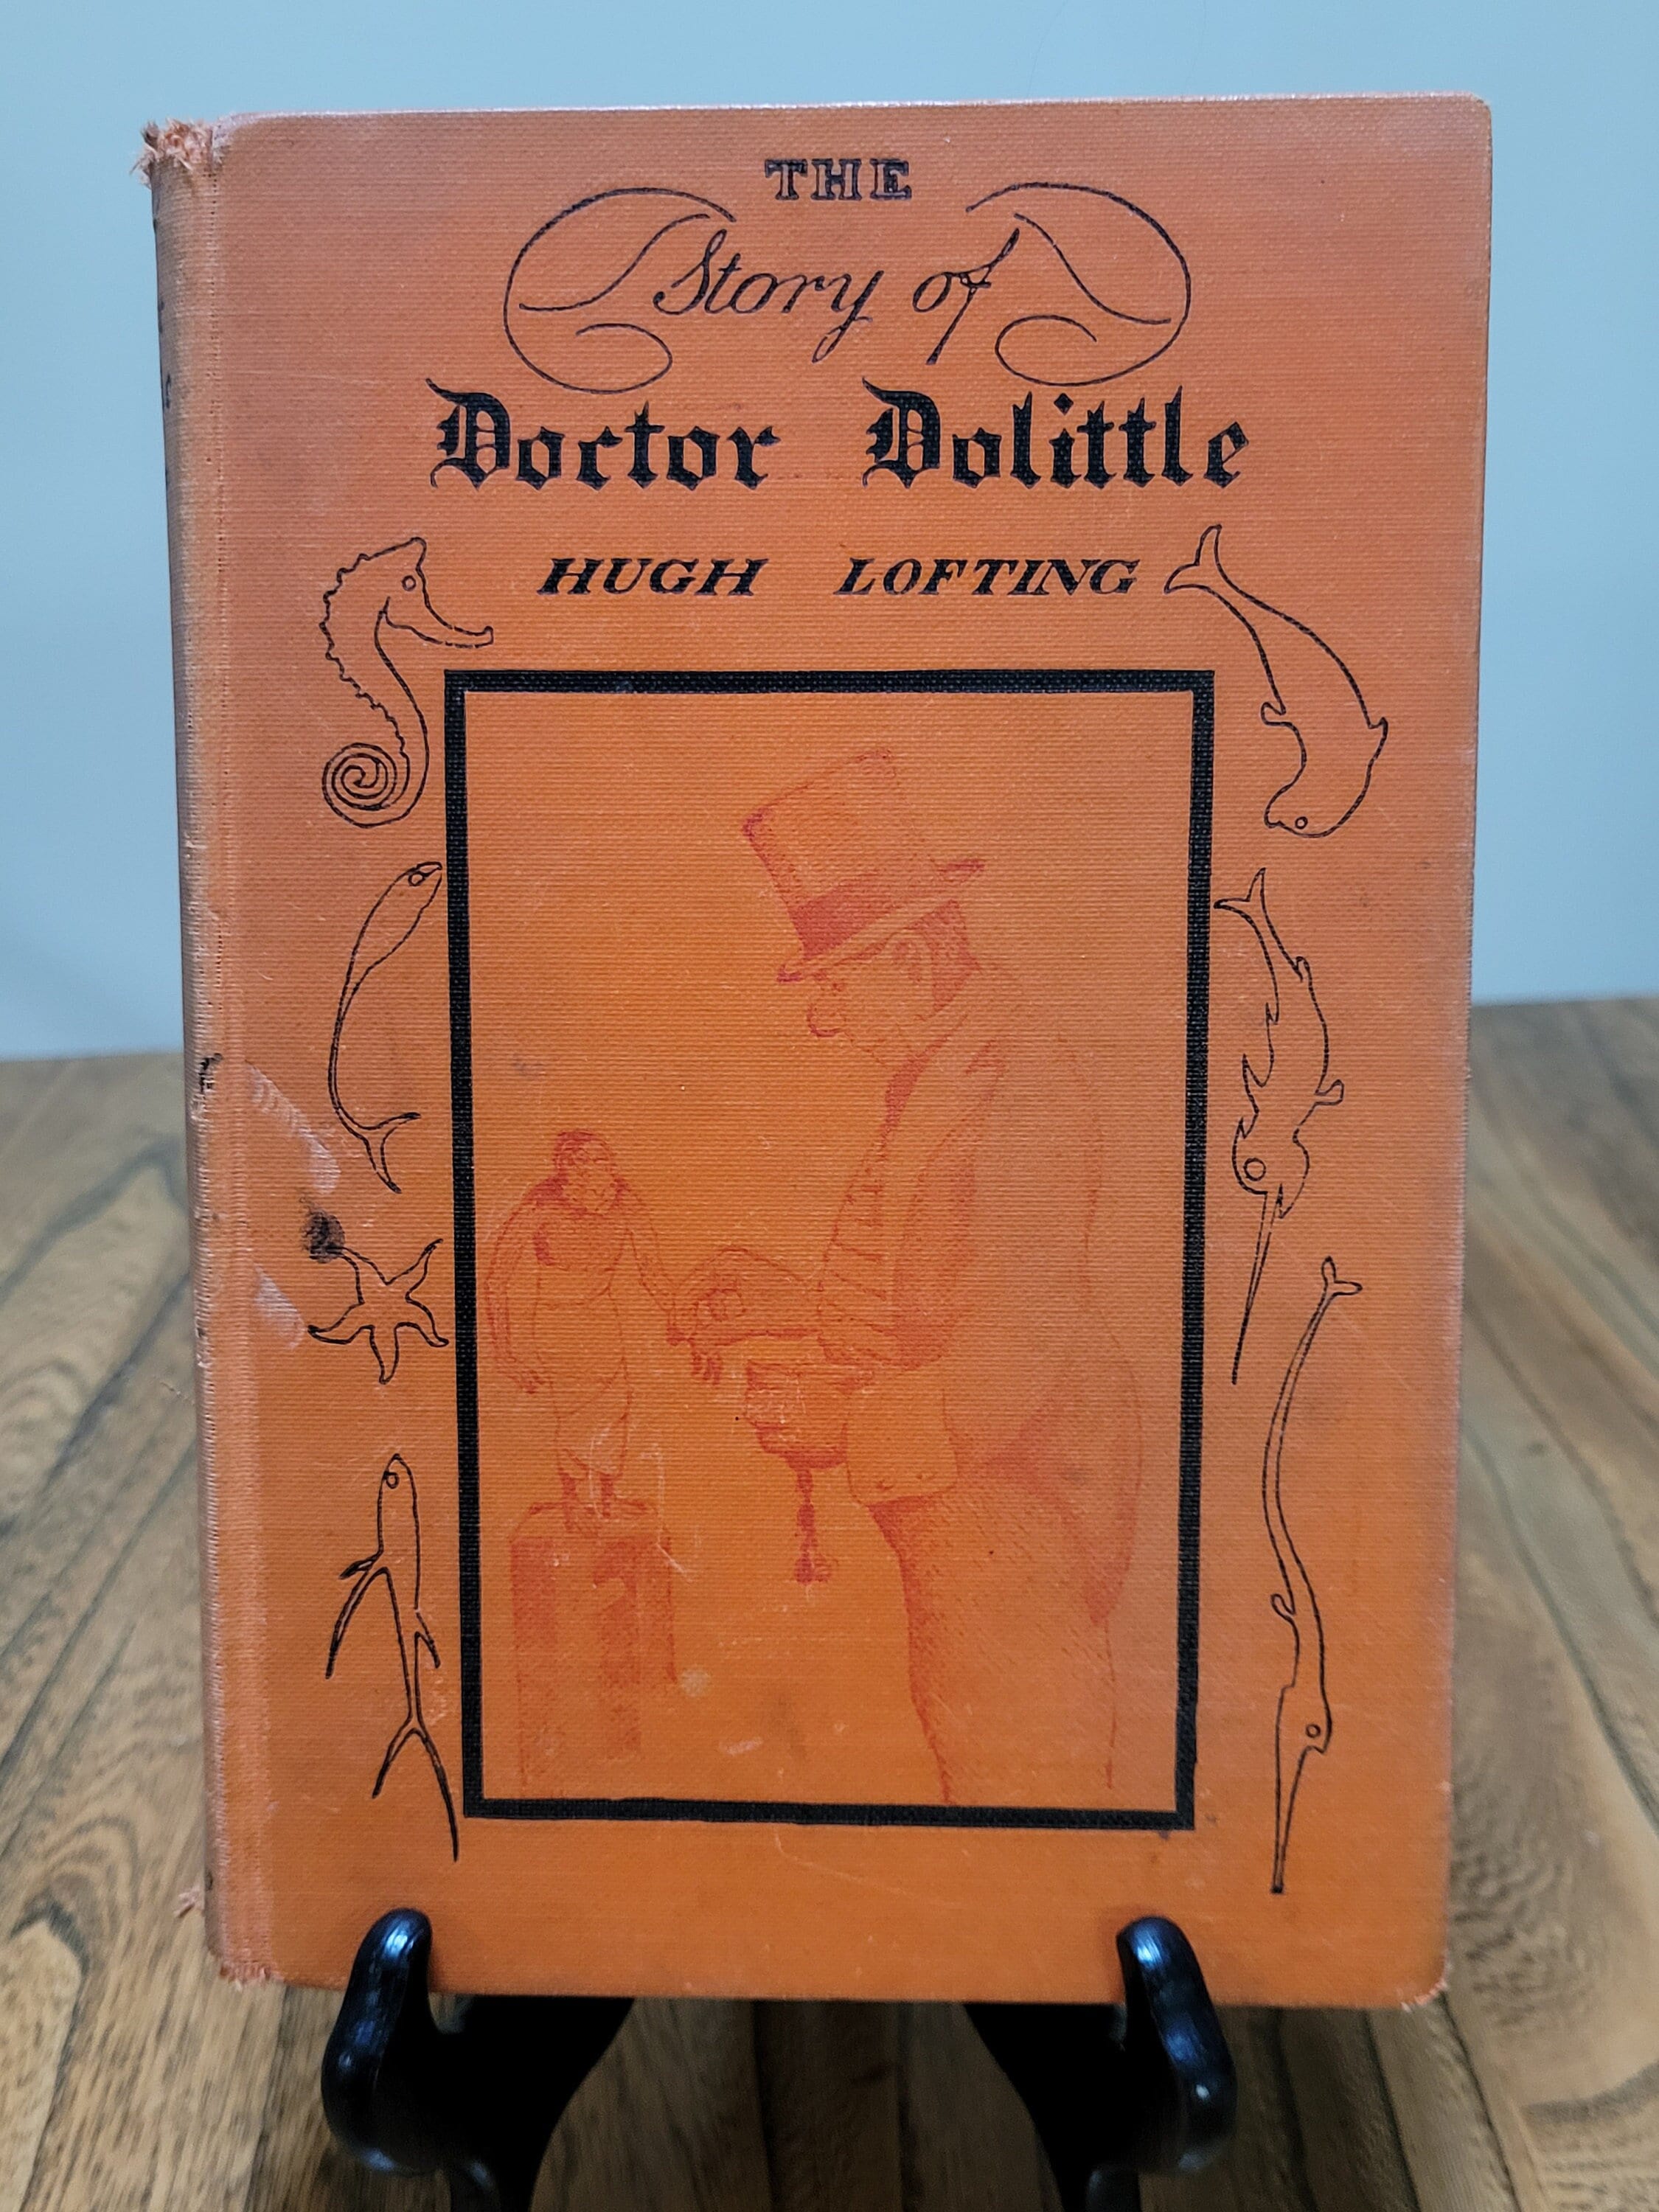 THE
Story of
Doctor Dolittle
HUGH LOFTING